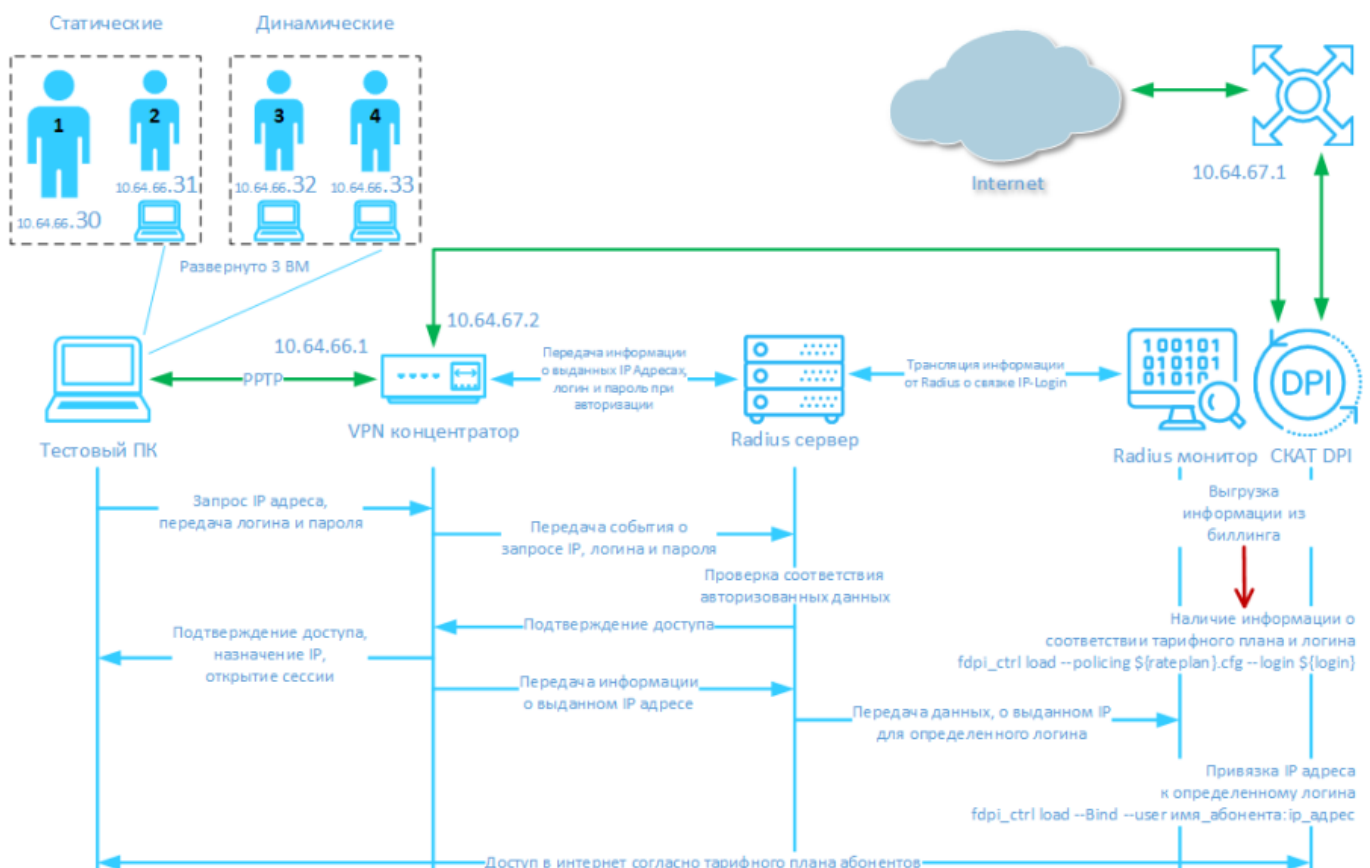 Статические
Динамические
1
2
3
4
10.64.66.30
10.64.66.31
10.64.66.32
10.64.66.33
Развернуто 3 ВМ
Internet
10.64.67.1
10.64.66.1
10.64.67.2
PPTP
Передача информации
о выданных IP Адресах,
логин и пароль при
авторизации
Трансляция информации
от Radius о связке IP-Login
100101
010101
01010
DPI
Тестовый ПК
VPN концентратор
Radius сервер
Radius монитор
СКАТ DPI
Запрос IP адреса,
передача логина и пароля
Передача события о
запросе IP, логина и пароля
Проверка соответствия
авторизованных данных
Подтверждение доступа
Подтверждение доступа,
назначение IP,
открытие сессии
Передача информации
о выданном IP адресе
Передача данных, о выданном IP
для определенного логина
Выгрузка
информации из
биллинга
Наличие информации о
соответствии тарифного плана и логина
fdpi_ctrl load --policing ${rateplan}.cfg --login ${login}
Привязка IP адреса
к определенному логина
fdpi_ctrl load --Bind --user имя_абонента:ip_адрес
Доступ в интернет согласно тарифного плана абонентов